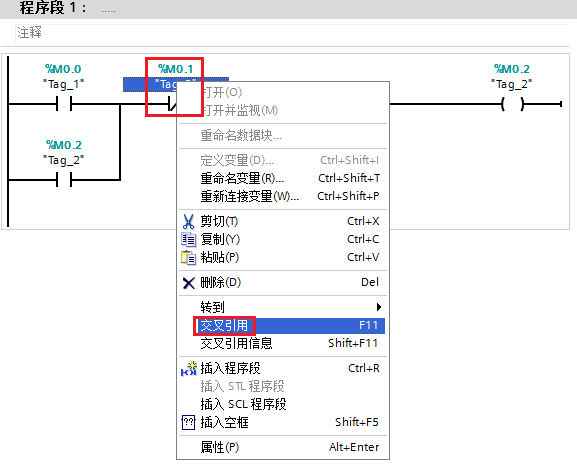 程序段 1： ......
注释
%M0.0 %M0.1 %M0.2
"Tag_1" "Tag_ "Tag_2"
%M0.2
"Tag_2"
打开(O)
打开并监视(M)
重命名数据块...
定义变量(D)... Ctrl+Shift+I
重命名变量(R)... Ctrl+Shift+T
重新连接变量(W)... Ctrl+Shift+P
剪切(T) Ctrl+X
复制(Y) Ctrl+C
粘贴(P) Ctrl+V
删除(D) Del
转到
交叉引用 F11
交叉引用信息 Shift+F11
插入程序段 Ctrl+R
插入 STL 程序段
插入 SCL 程序段
插入空框 Shift+F5
属性(P) Alt+Enter